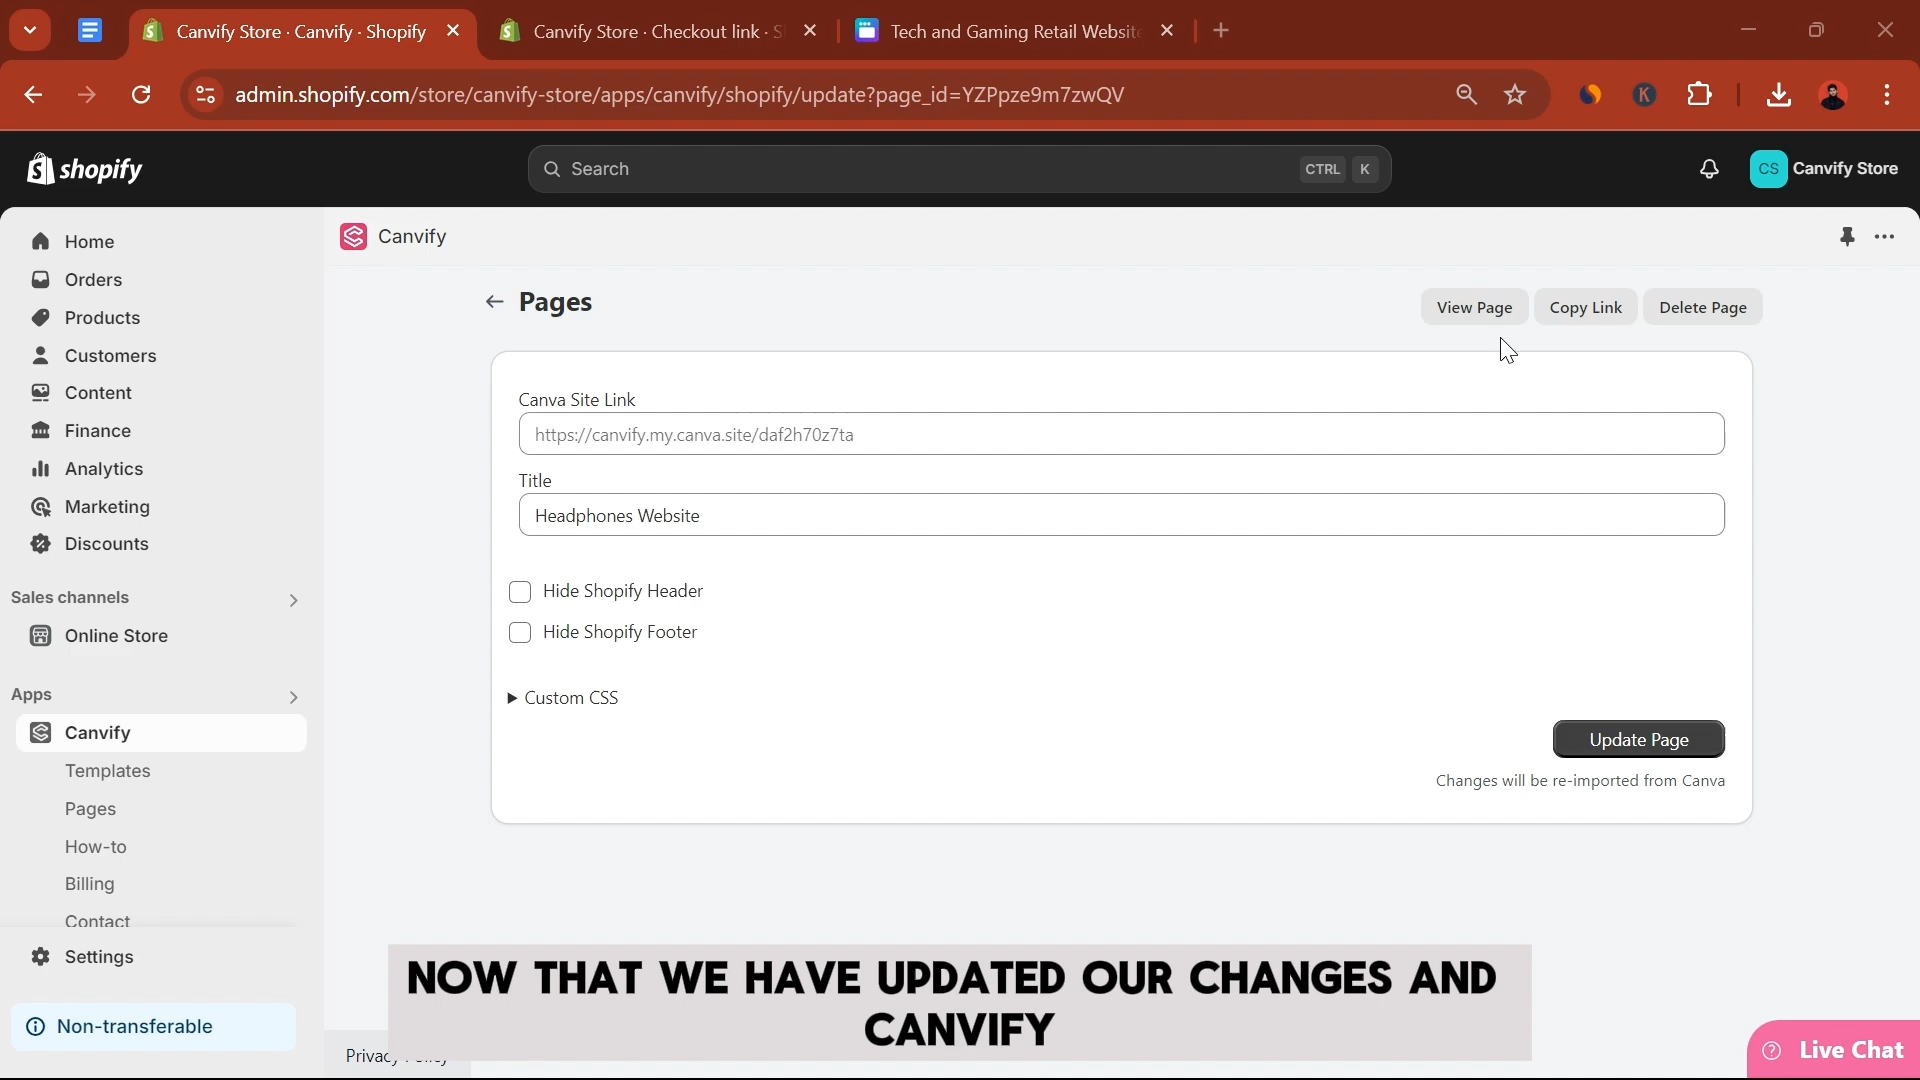 Canvify Store · Canvify · Shopify
Canvify Store · Checkout link · S
Tech and Gaming Retail Website
admin.shopify.com/store/canvify-store/apps/canvify/shopify/update?page_id=YZPpze9m7zwQV
K
shopify
Search
CTRL K
CS Canvify Store
Home
Orders
Products
Customers
Content
Finance
Analytics
Marketing
Discounts
Sales channels
Online Store
Apps
Canvify
Templates
Pages
How-to
Billing
Contact
Settings
Non-transferable
Canvify
Pages
View Page
Copy Link
Delete Page
Canva Site Link
https://canvify.my.canva.site/daf2h70z7ta
Title
Headphones Website
Hide Shopify Header
Hide Shopify Footer
Custom CSS
Update Page
Changes will be re-imported from Canva
NOW THAT WE HAVE UPDATED OUR CHANGES AND
CANVIFY
Privacy Policy
Live Chat